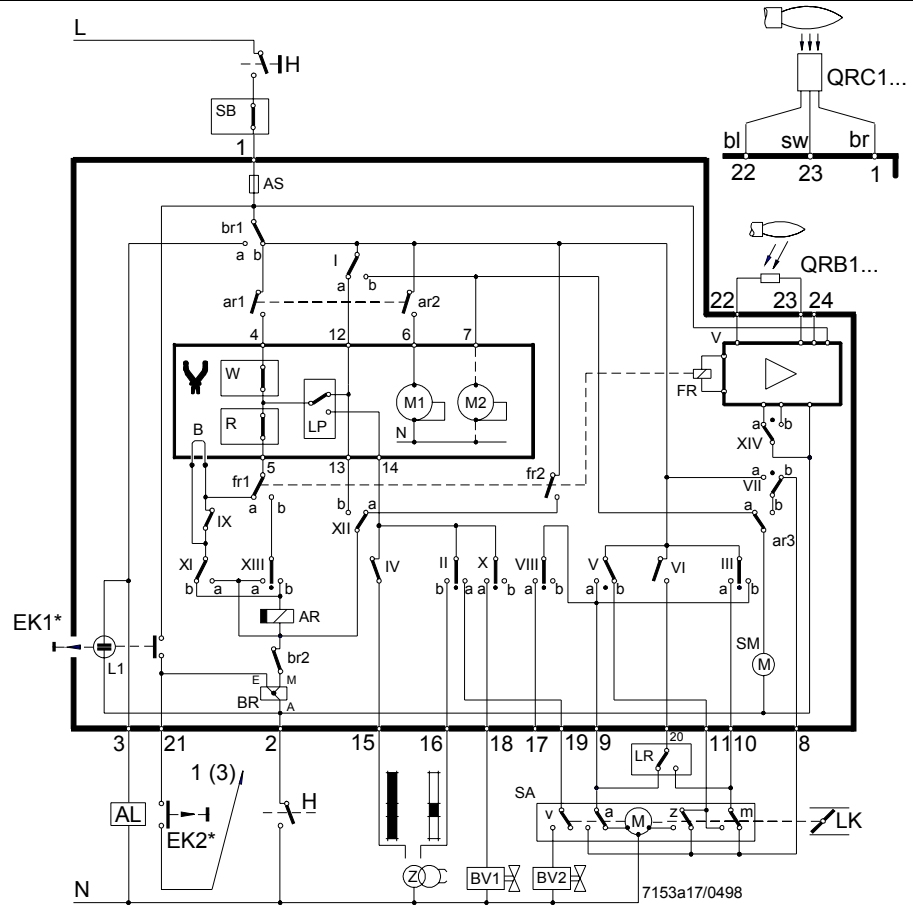 L
H
SB
1
AS
QRC1...
bl sw br
22 23 1
br1
a b
I
a b
ar1
ar2
QRB1...
22 23 24
4 12 6 7
V
W
R
LP
M1
M2
N
FR
B
a b
XIV
5 13 14
fr1
a b
IX
b a
XII
fr2
a b
VII
a b
ar3
XI
b a
XIII
a b
IV
II
b a
X
a b
VIII
a b
V
a b
VI
III
a b
AR
EK1*
L1
br2
E M
BR
A
SM
M
3 21 2 15 16 18 17 19 9 20 11 10 8
1 (3)
LR
SA
AL
EK2*
H
v a M z m
LK
Z
BV1
BV2
N
7153a17/0498